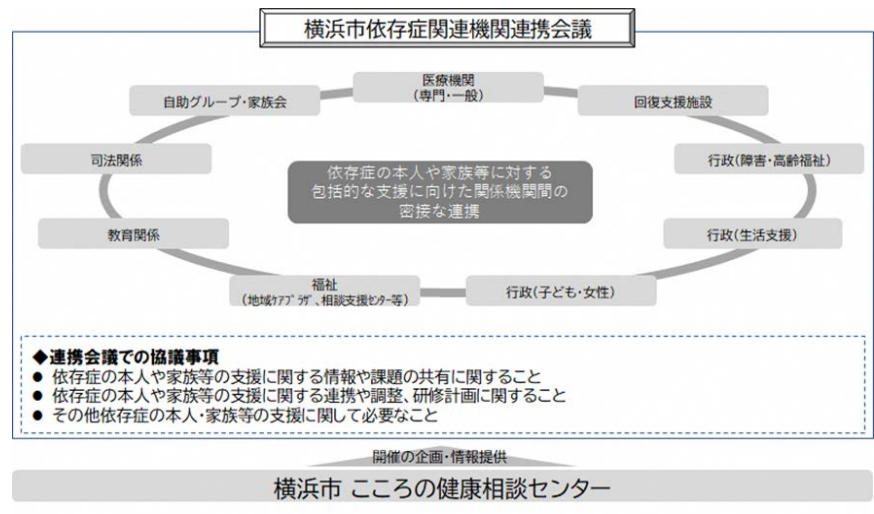 横浜市依存症関連機関連携会議
医療機関
(専門・一般)
自助グループ・家族会
回復支援施設
司法関係
行政(障害・高齢福祉)
依存症の本人や家族等に対する
包括的な支援に向けた関係機関間の
密接な連携
教育関係
行政(生活支援)
福祉
(地域ｹｱﾌﾟﾗｻﾞ、相談支援ｾﾝﾀｰ等)
行政(子ども・女性)
◆連携会議での協議事項
● 依存症の本人や家族等の支援に関する情報や課題の共有に関すること
● 依存症の本人や家族等の支援に関する連携や調整、研修計画に関すること
● その他依存症の本人・家族等の支援に関して必要なこと
開催の企画・情報提供
横浜市 こころの健康相談センター